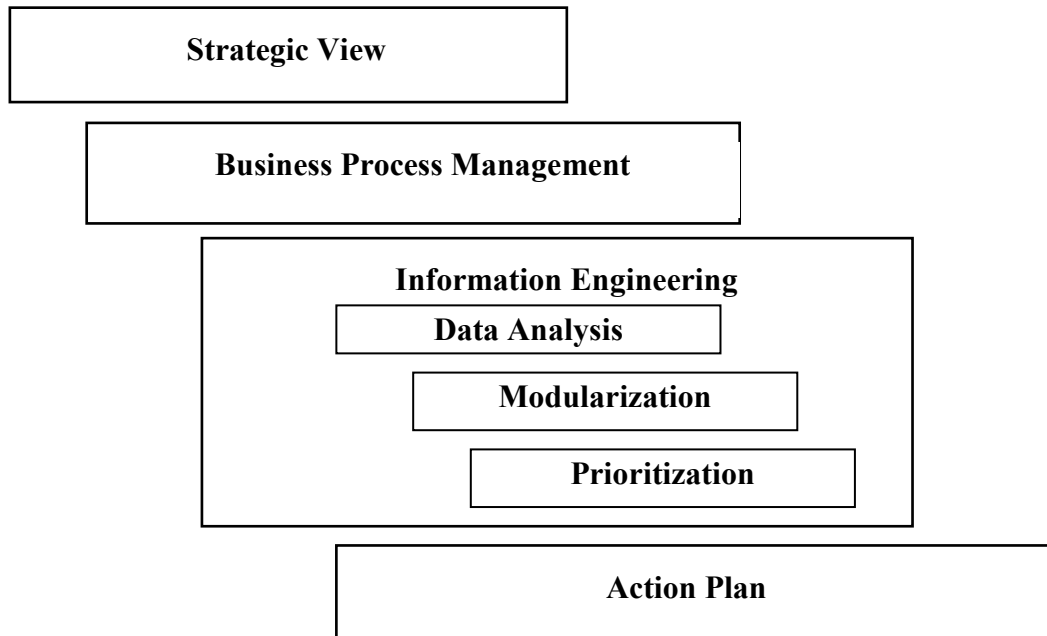 Strategic View
Business Process Management
Information Engineering
Data Analysis
Modularization
Prioritization
Action Plan